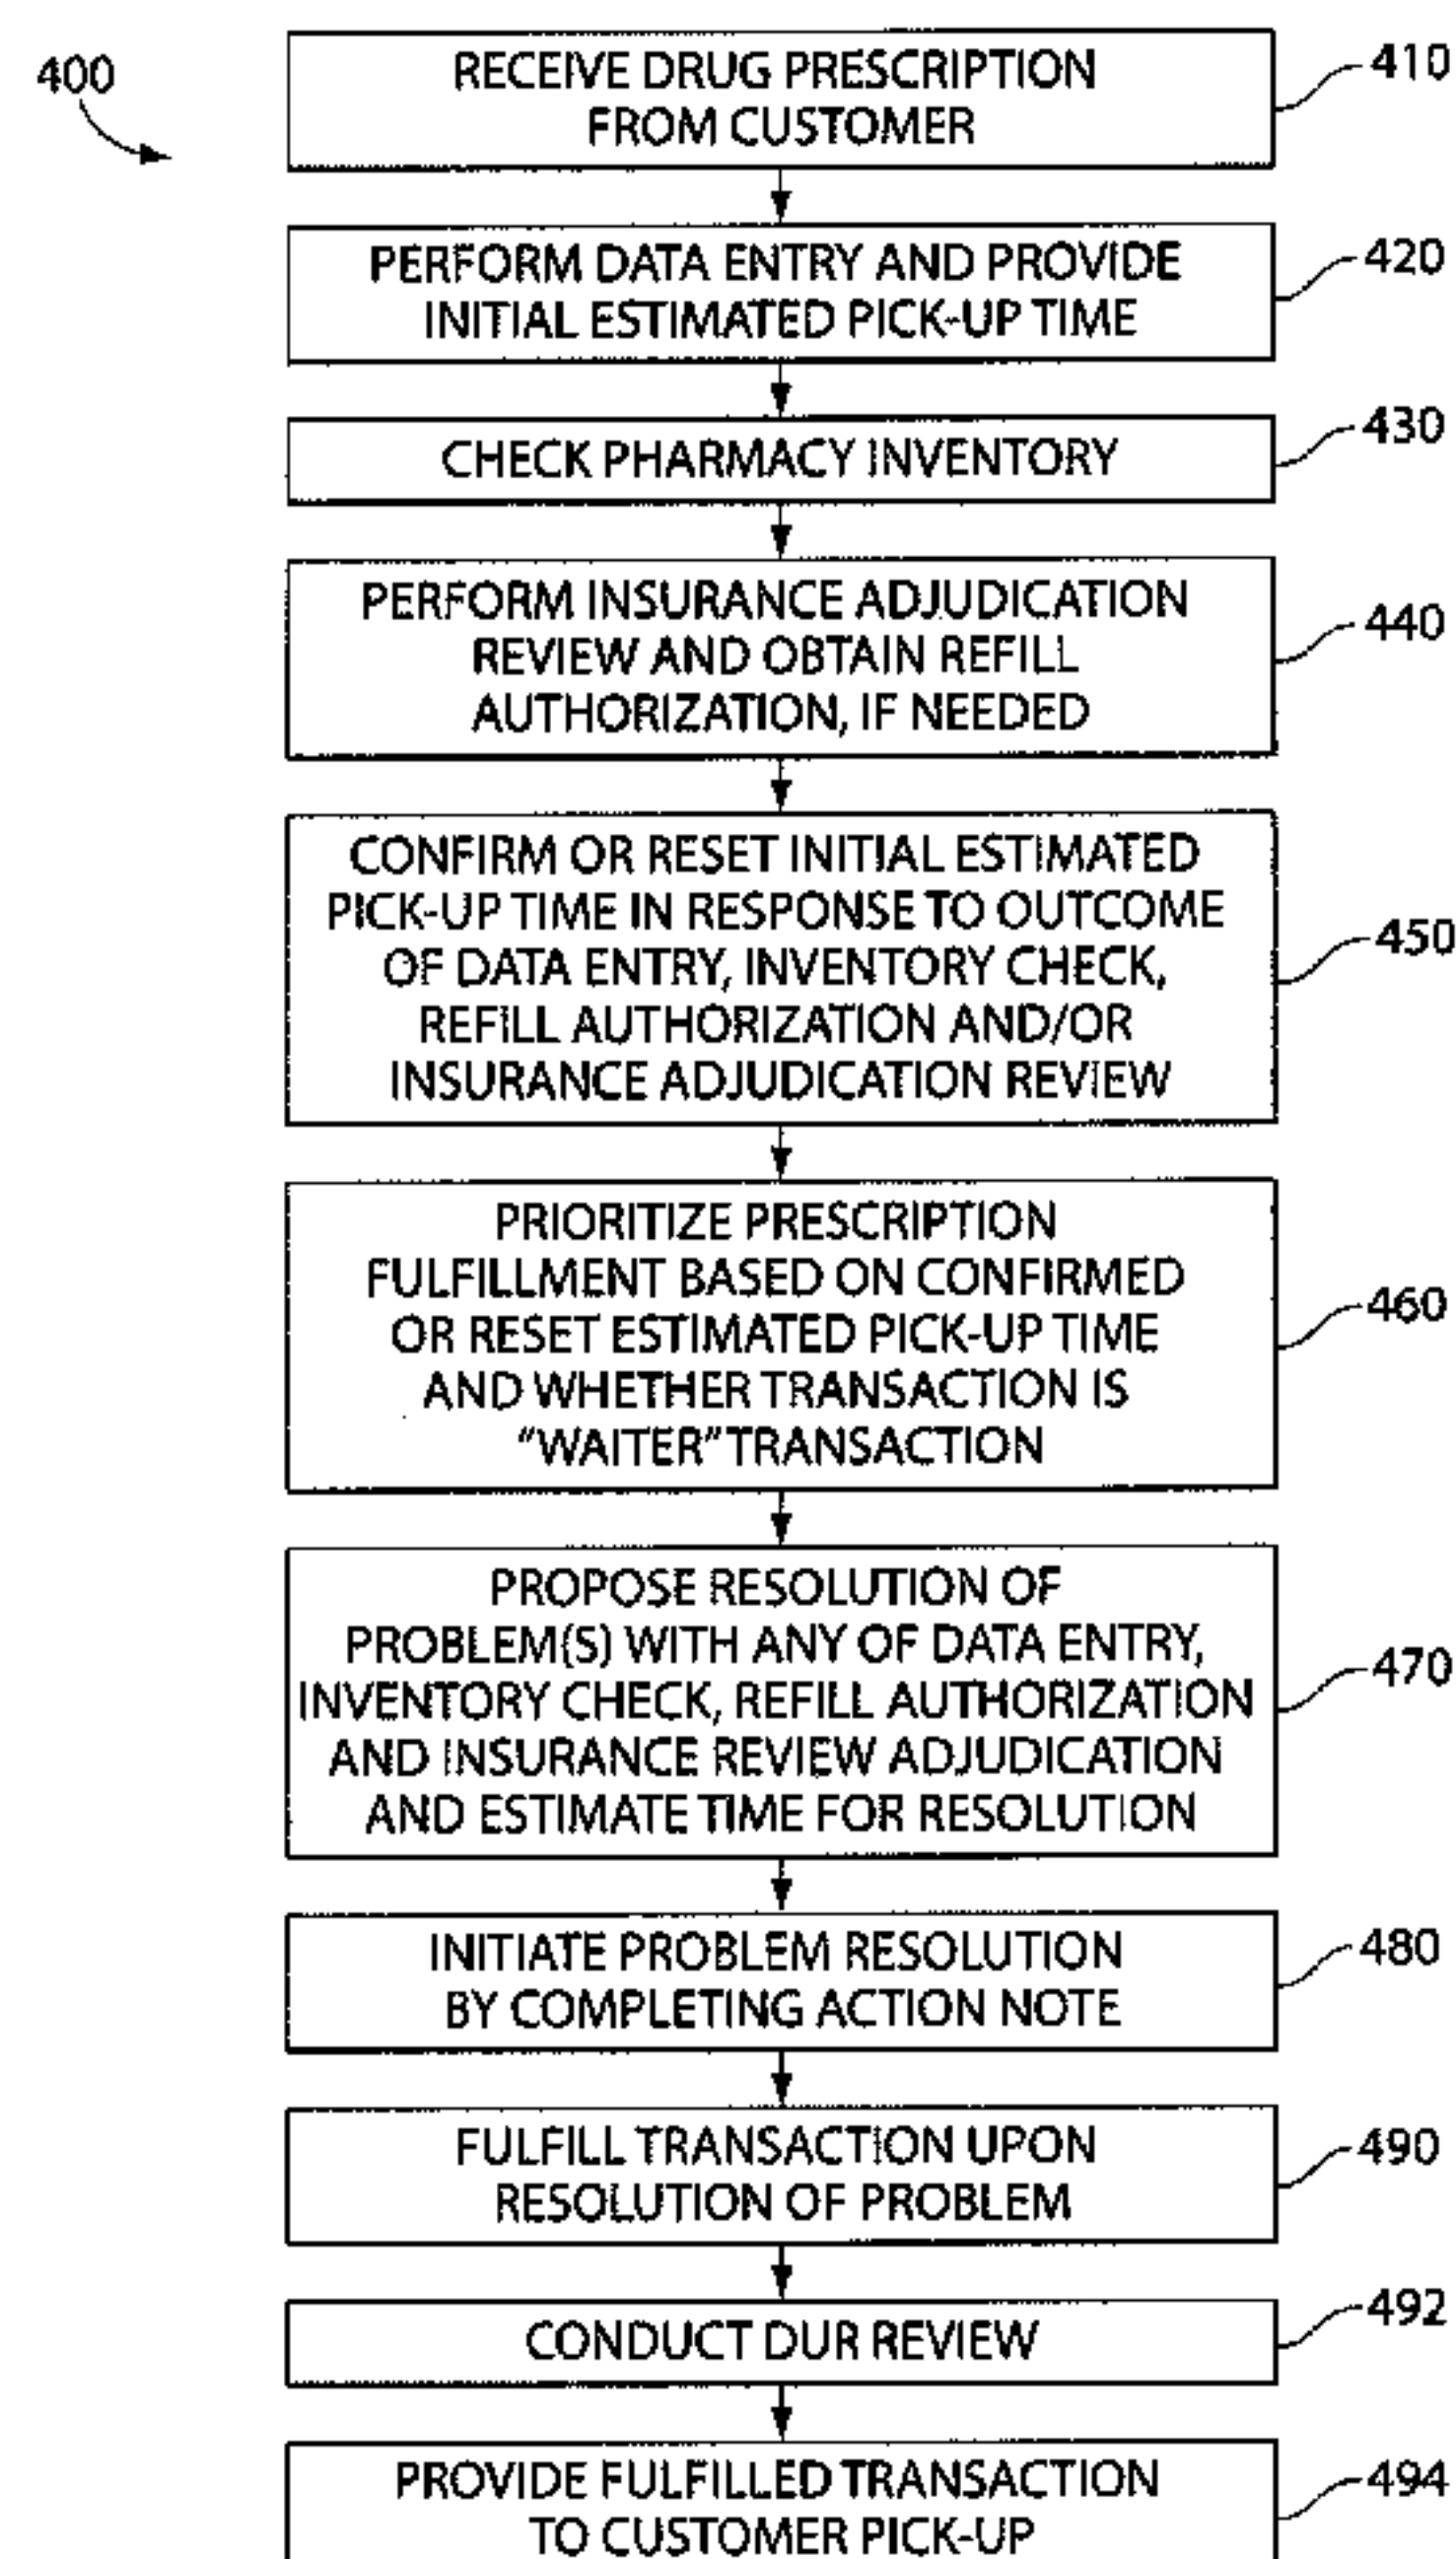 400
RECEIVE DRUG PRESCRIPTION
FROM CUSTOMER
410
PERFORM DATA ENTRY AND PROVIDE
INITIAL ESTIMATED PICK-UP TIME
420
CHECK PHARMACY INVENTORY
430
PERFORM INSURANCE ADJUDICATION
REVIEW AND OBTAIN REFILL
AUTHORIZATION, IF NEEDED
440
CONFIRM OR RESET INITIAL ESTIMATED
PICK-UP TIME IN RESPONSE TO OUTCOME
OF DATA ENTRY, INVENTORY CHECK,
REFILL AUTHORIZATION AND/OR
INSURANCE ADJUDICATION REVIEW
450
PRIORITIZE PRESCRIPTION
FULFILLMENT BASED ON CONFIRMED
OR RESET ESTIMATED PICK-UP TIME
AND WHETHER TRANSACTION IS
"WAITER" TRANSACTION
460
PROPOSE RESOLUTION OF
PROBLEM(S) WITH ANY OF DATA ENTRY,
INVENTORY CHECK, REFILL AUTHORIZATION
AND INSURANCE REVIEW ADJUDICATION
AND ESTIMATE TIME FOR RESOLUTION
470
INITIATE PROBLEM RESOLUTION
BY COMPLETING ACTION NOTE
480
FULFILL TRANSACTION UPON
RESOLUTION OF PROBLEM
490
CONDUCT DUR REVIEW
492
PROVIDE FULFILLED TRANSACTION
TO CUSTOMER PICK-UP
494